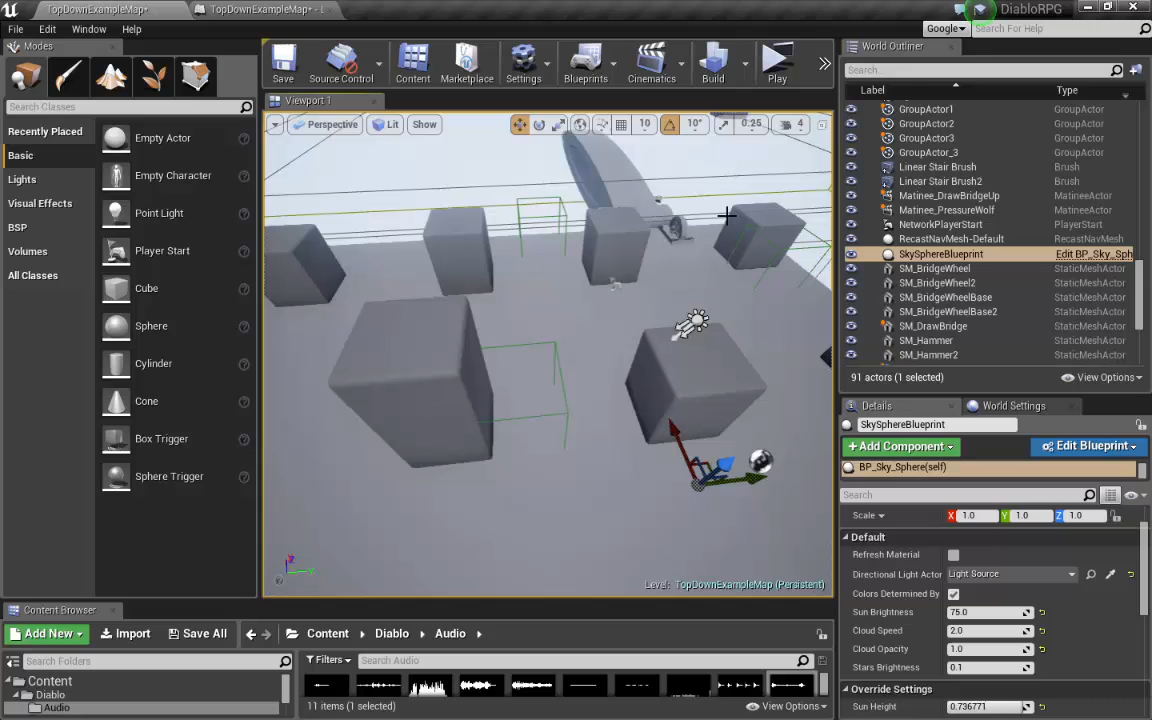 TopDownExampleMap*
TopDownExampleMap* - L
DiabloRPG
File Edit Window Help
Google
Search For Help
Modes
Search Classes
Recently Placed
Basic
Lights
Visual Effects
BSP
Volumes
All Classes
Empty Actor
Empty Character
Point Light
Player Start
Cube
Sphere
Cylinder
Cone
Box Trigger
Sphere Trigger
Save
Source Control
Content
Marketplace
Settings
Blueprints
Cinematics
Build
Play
Viewport 1
Perspective Lit Show 10 10° 0.25 4
Level: TopDownExampleMap (Persistent)
World Outliner
Search...
Label Type
GroupActor1 GroupActor
GroupActor2 GroupActor
GroupActor3 GroupActor
GroupActor_3 GroupActor
Linear Stair Brush Brush
Linear Stair Brush2 Brush
Matinee_DrawBridgeUp MatineeActor
Matinee_PressureWolf MatineeActor
NetworkPlayerStart PlayerStart
RecastNavMesh-Default RecastNavMesh
SkySphereBlueprint Edit BP_Sky_Sph
SM_BridgeWheel StaticMeshActor
SM_BridgeWheel2 StaticMeshActor
SM_BridgeWheelBase StaticMeshActor
SM_BridgeWheelBase2 StaticMeshActor
SM_DrawBridge StaticMeshActor
SM_Hammer StaticMeshActor
SM_Hammer2 StaticMeshActor
91 actors (1 selected) View Options
Details World Settings
SkySphereBlueprint
+Add Component Edit Blueprint
BP_Sky_Sphere(self)
Search
Scale X 1.0 Y 1.0 Z 1.0
Default
Refresh Material
Directional Light Actor Light Source
Colors Determined By
Sun Brightness 75.0
Cloud Speed 2.0
Cloud Opacity 1.0
Stars Brightness 0.1
Override Settings
Sun Height 0.736771
Content Browser
Add New Import Save All Content Diablo Audio
Search Folders
Content
Diablo
Audio
Filters Search Audio
11 items (1 selected) View Options